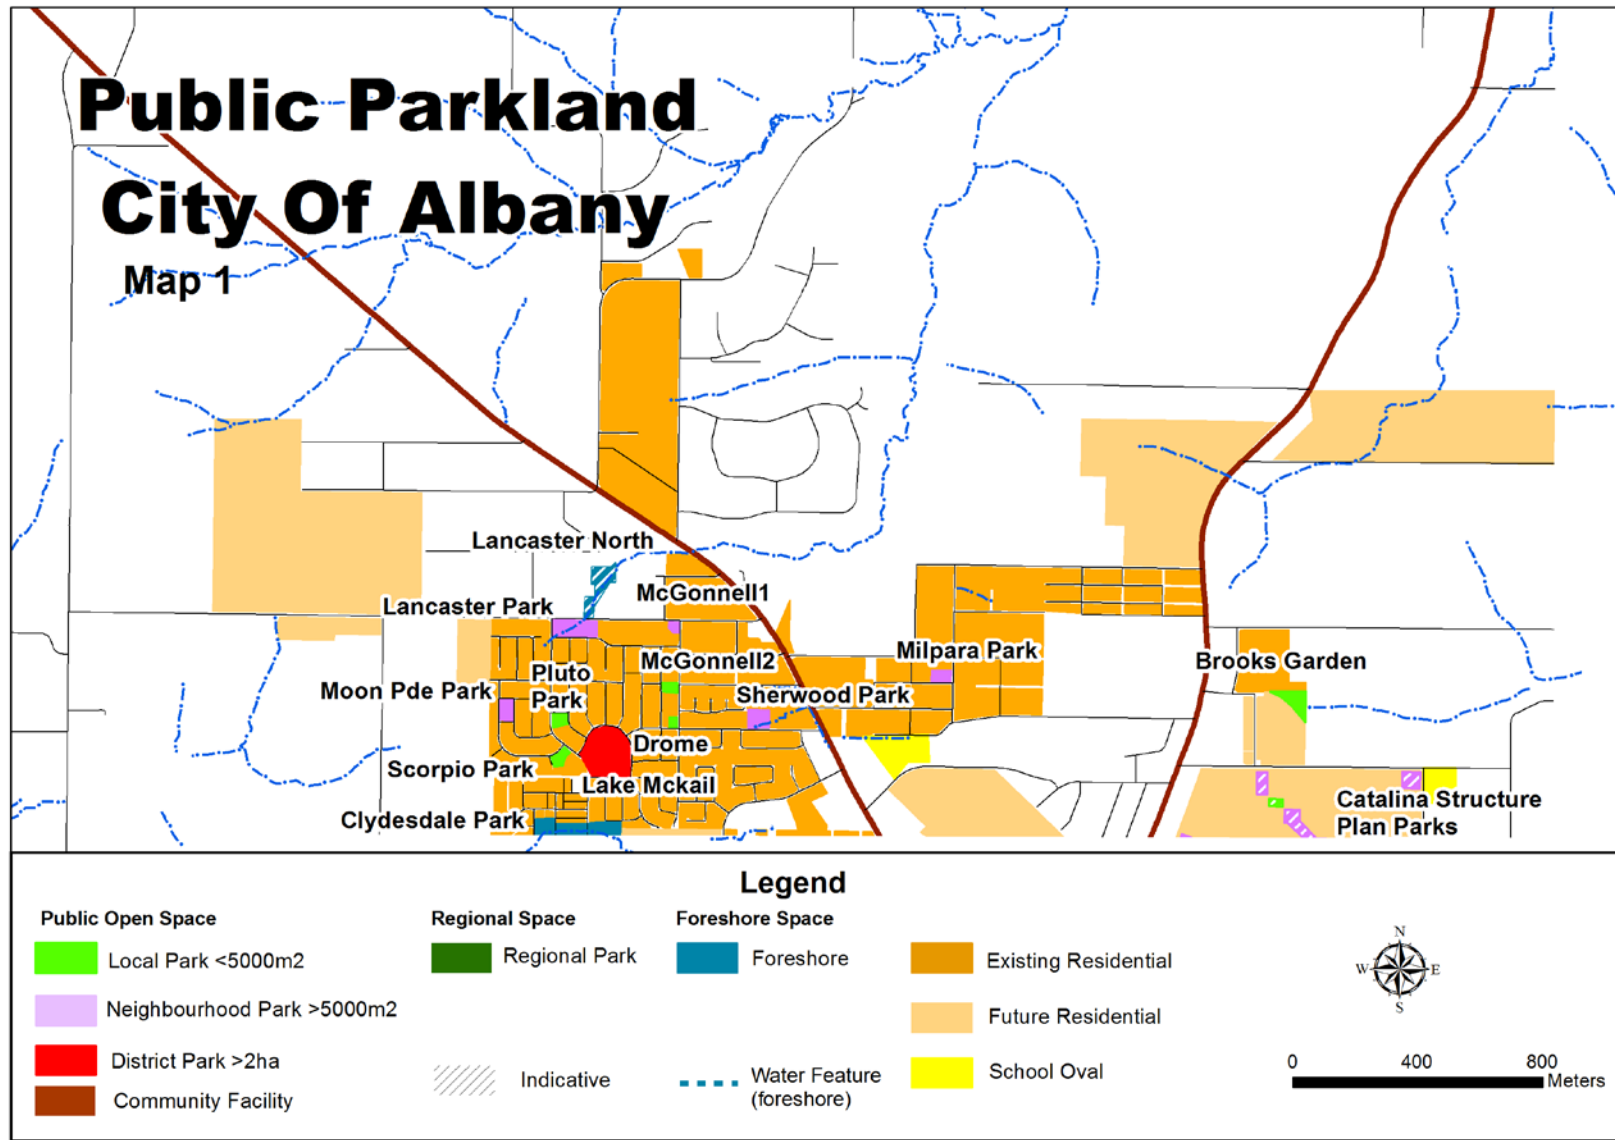 Public Parkland
City Of Albany
Map 1
Lancaster North
McGonnell1
Lancaster Park
McGonnell2
Milpara Park
Brooks Garden
Pluto
Park
Moon Pde Park
Sherwood Park
Drome
Scorpio Park
Lake Mckail
Clydesdale Park
Catalina Structure
Plan Parks
Legend
Public Open Space
Local Park <5000m2
Neighbourhood Park >5000m2
District Park >2ha
Community Facility
Regional Space
Regional Park
Indicative
Foreshore Space
Foreshore
Water Feature
(foreshore)
Existing Residential
Future Residential
School Oval
N
W E
S
0 400 800
Meters